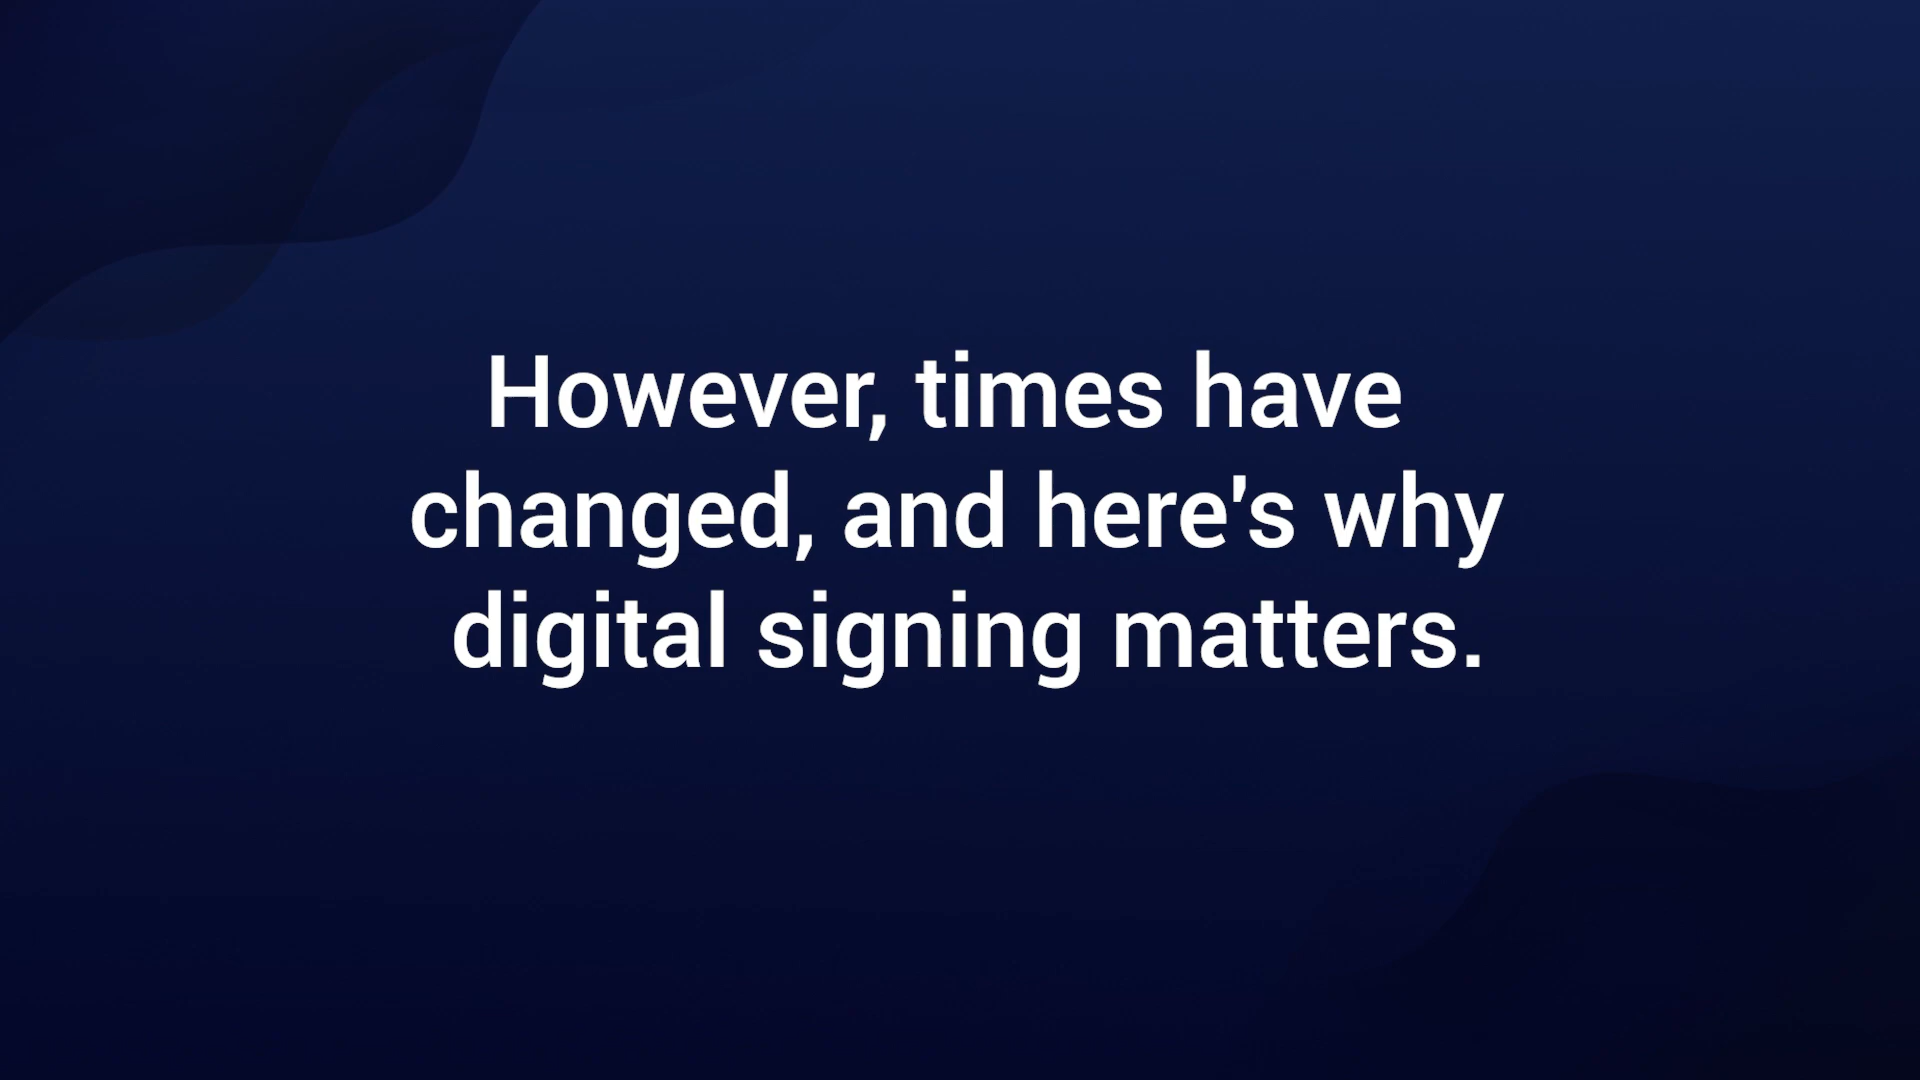 However, times have
changed, and here's why
digital signing matters.